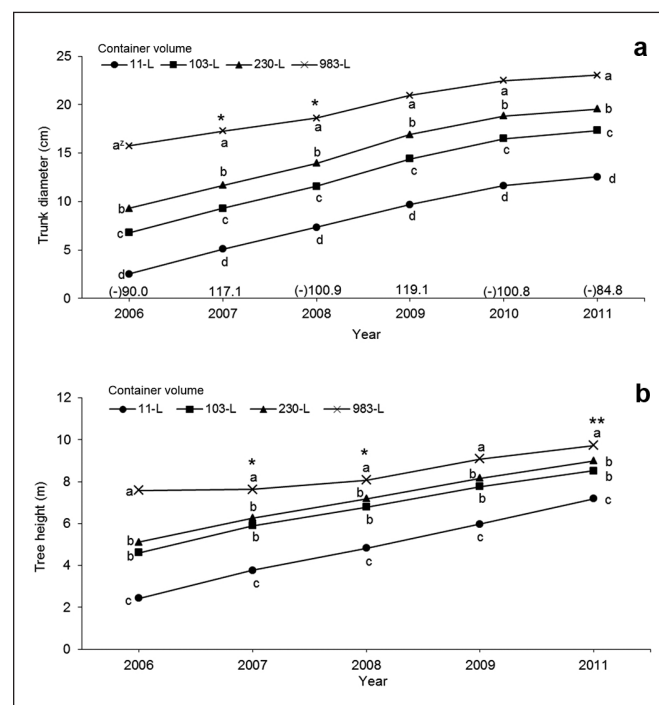 a
Container volume
11-L 103-L 230-L 983-L
25
20
15
10
5
0
Trunk diameter (cm)
* *
aᶻ a a a a a
b b b b b b
c c c c c c
d d d d d d
(-)90.0 117.1 (-)100.9 119.1 (-)100.8 (-)84.8
2006 2007 2008 2009 2010 2011
Year
b
Container volume
11-L 103-L 230-L 983-L
12
10
8
6
4
2
0
Tree height (m)
* * **
a a a a a
b b b b b
b b b b b
c c c c c
2006 2007 2008 2009 2011
Year